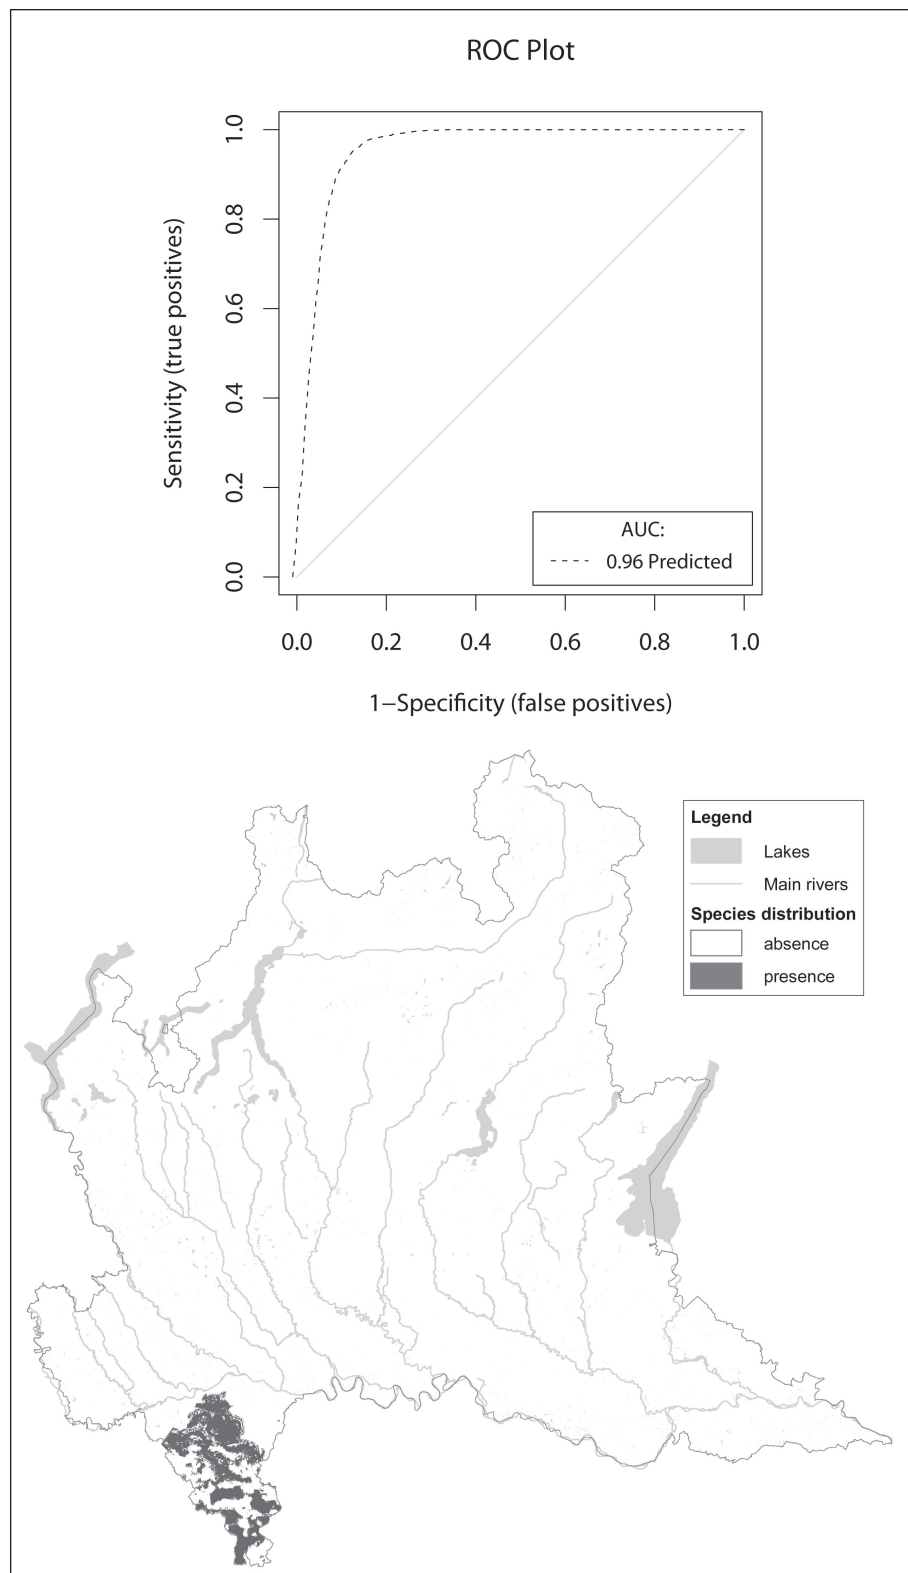 ROC Plot
1.0
0.8
0.6
0.4
0.2
0.0
Sensitivity (true positives)
AUC:
0.96 Predicted
0.0 0.2 0.4 0.6 0.8 1.0
1−Specificity (false positives)
Legend
Lakes
Main rivers
Species distribution
absence
presence